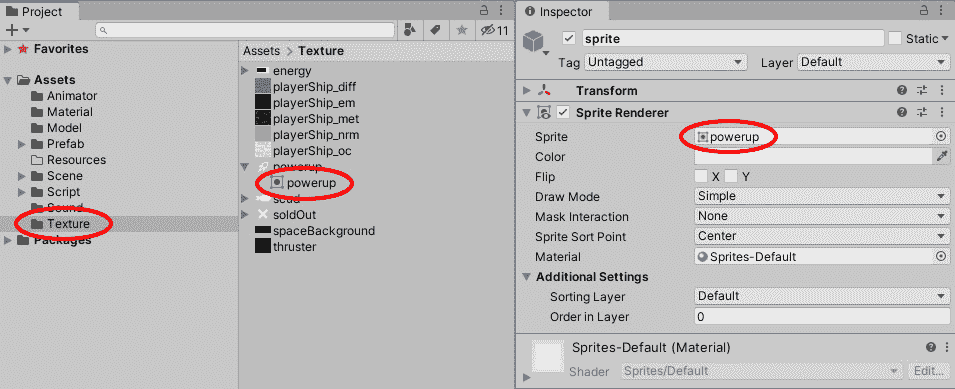 Project
11
Favorites
Assets
Animator
Material
Model
Prefab
Resources
Scene
Script
Sound
Texture
Packages
Assets > Texture
energy
playerShip_diff
playerShip_em
playerShip_met
playerShip_nrm
playerShip_oc
powerup
powerup
scud
soldOut
spaceBackground
thruster
Inspector
sprite Static
Tag Untagged Layer Default
Transform
Sprite Renderer
Sprite powerup
Color
Flip X Y
Draw Mode Simple
Mask Interaction None
Sprite Sort Point Center
Material Sprites-Default
Additional Settings
Sorting Layer Default
Order in Layer 0
Sprites-Default (Material)
Shader Sprites/Default Edit...